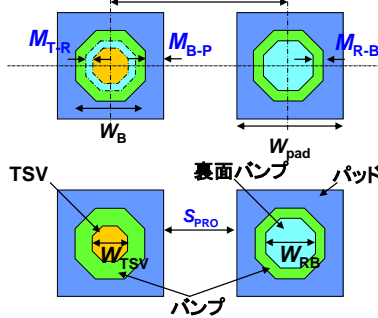 M_T-R
M_B-P
M_R-B
W_B
W_pad
TSV
裏面バンプ
パッド
S_PRO
W_TSV
W_RB
バンプ